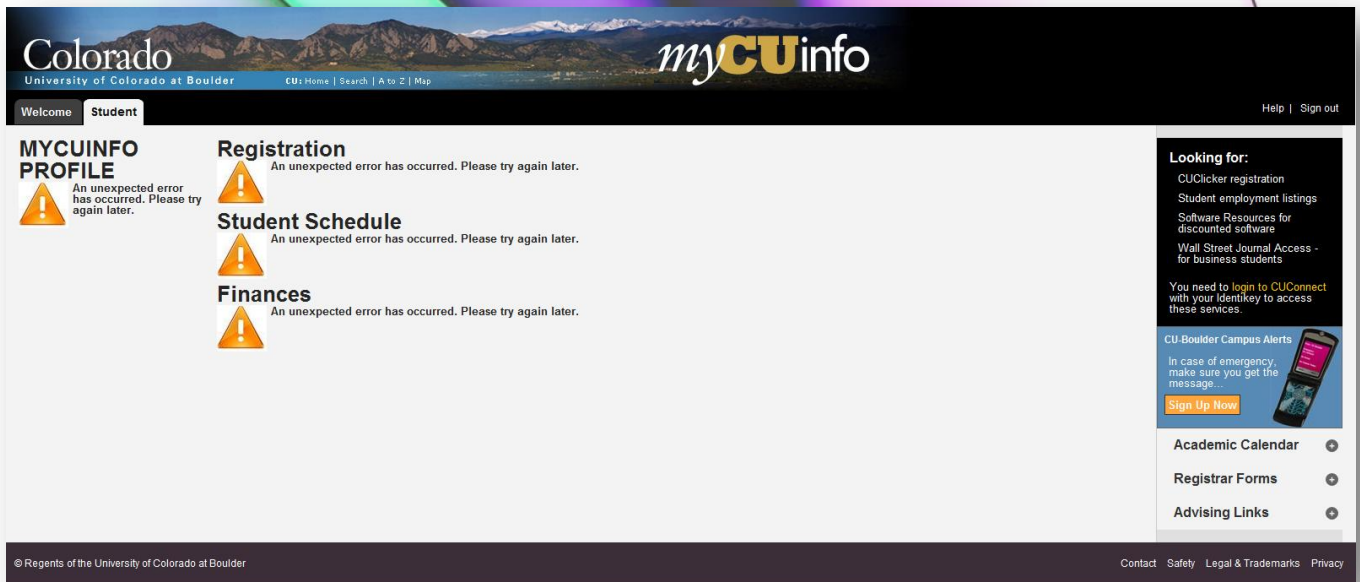 Colorado
University of Colorado at Boulder
CU: Home | Search | A to Z | Map
myCUinfo
Welcome
Student
Help | Sign out
MYCUINFO
PROFILE
An unexpected error
has occurred. Please try
again later.
Registration
An unexpected error has occurred. Please try again later.
Student Schedule
An unexpected error has occurred. Please try again later.
Finances
An unexpected error has occurred. Please try again later.
Looking for:
CUClicker registration
Student employment listings
Software Resources for
discounted software
Wall Street Journal Access -
for business students
You need to login to CUConnect
with your Identikey to access
these services.
CU-Boulder Campus Alerts
In case of emergency,
make sure you get the
message...
Sign Up Now
Academic Calendar
Registrar Forms
Advising Links
© Regents of the University of Colorado at Boulder
Contact Safety Legal & Trademarks Privacy